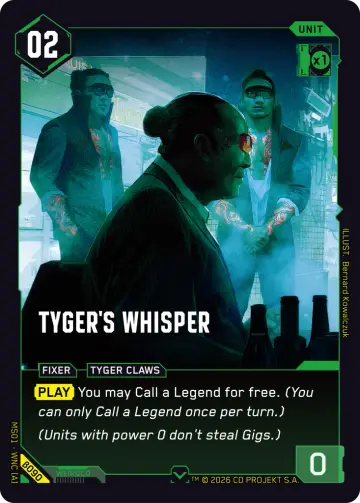 02
UNIT
x1
TYGER'S WHISPER
ILLUST. Bernard Kowalczuk
FIXER
TYGER CLAWS
PLAY You may Call a Legend for free. (You
can only Call a Legend once per turn.)
(Units with power 0 don't steal Gigs.)
0
™ © 2026 CD PROJEKT S.A.